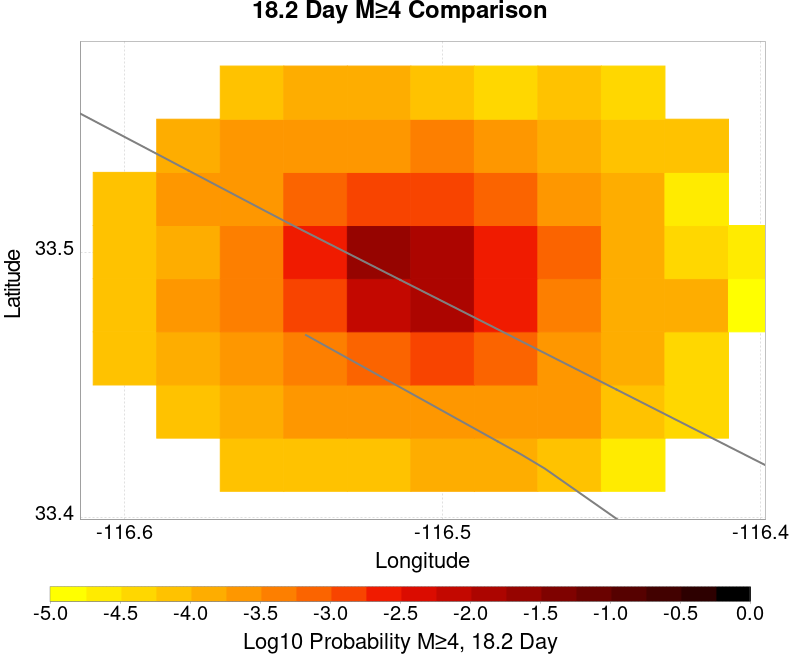 18.2 Day M≥4 Comparison
Latitude
33.5
33.4
-116.6 -116.5 -116.4
Longitude
-5.0 -4.5 -4.0 -3.5 -3.0 -2.5 -2.0 -1.5 -1.0 -0.5 0.0
Log10 Probability M≥4, 18.2 Day